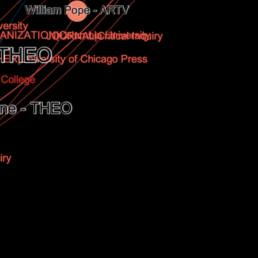 William Pope - ARTV
versity
ANIZATION
JOURNAL: Critical Inquiry
THEO
University of Chicago Press
College
ne - THEO
iry